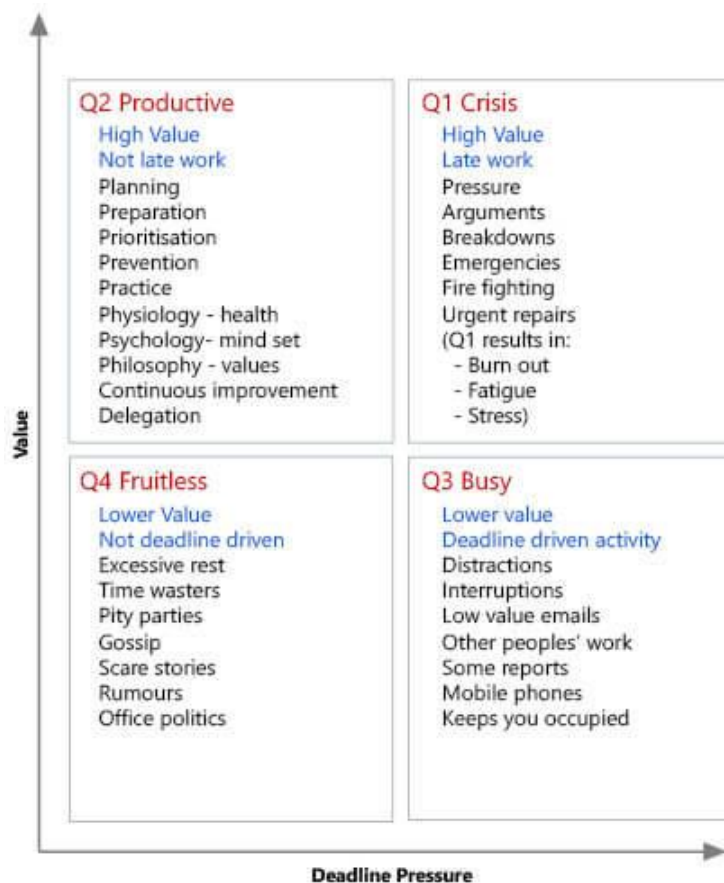 Q2 Productive
High Value
Not late work
Planning
Preparation
Prioritisation
Prevention
Practice
Physiology - health
Psychology- mind set
Philosophy - values
Continuous improvement
Delegation
Q1 Crisis
High Value
Late work
Pressure
Arguments
Breakdowns
Emergencies
Fire fighting
Urgent repairs
(Q1 results in:
- Burn out
- Fatigue
- Stress)
Value
Q4 Fruitless
Lower Value
Not deadline driven
Excessive rest
Time wasters
Pity parties
Gossip
Scare stories
Rumours
Office politics
Q3 Busy
Lower value
Deadline driven activity
Distractions
Interruptions
Low value emails
Other peoples' work
Some reports
Mobile phones
Keeps you occupied
Deadline Pressure